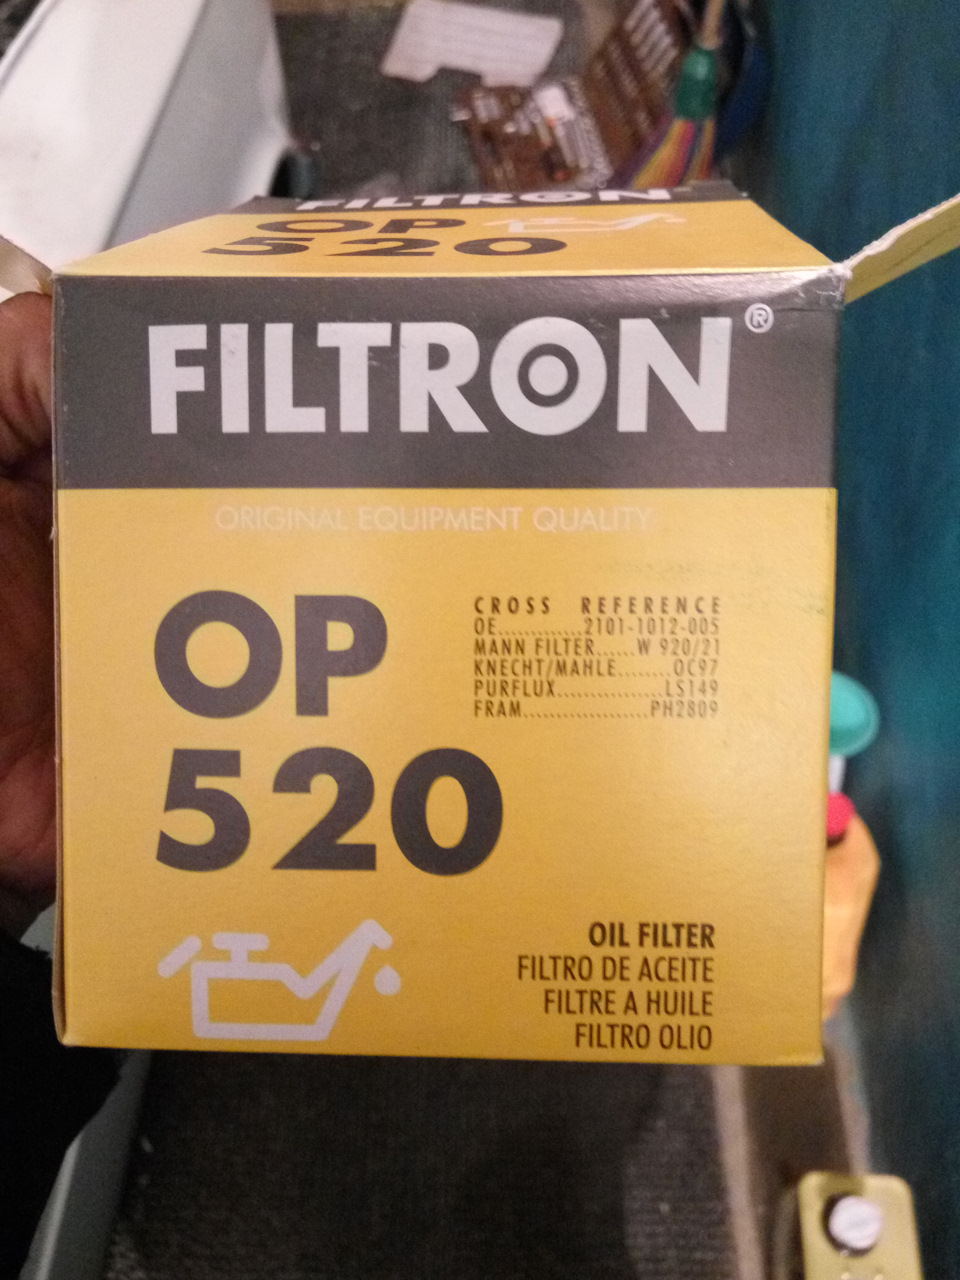 FILTRON
OP
520
FILTRON®
ORIGINAL EQUIPMENT QUALITY
OP
520
CROSS REFERENCE
OE............2101-1012-005
MANN FILTER......W 920/21
KNECHT/MAHLE........OC97
PURFLUX................LS149
FRAM...................PH2809
OIL FILTER
FILTRO DE ACEITE
FILTRE A HUILE
FILTRO OLIO